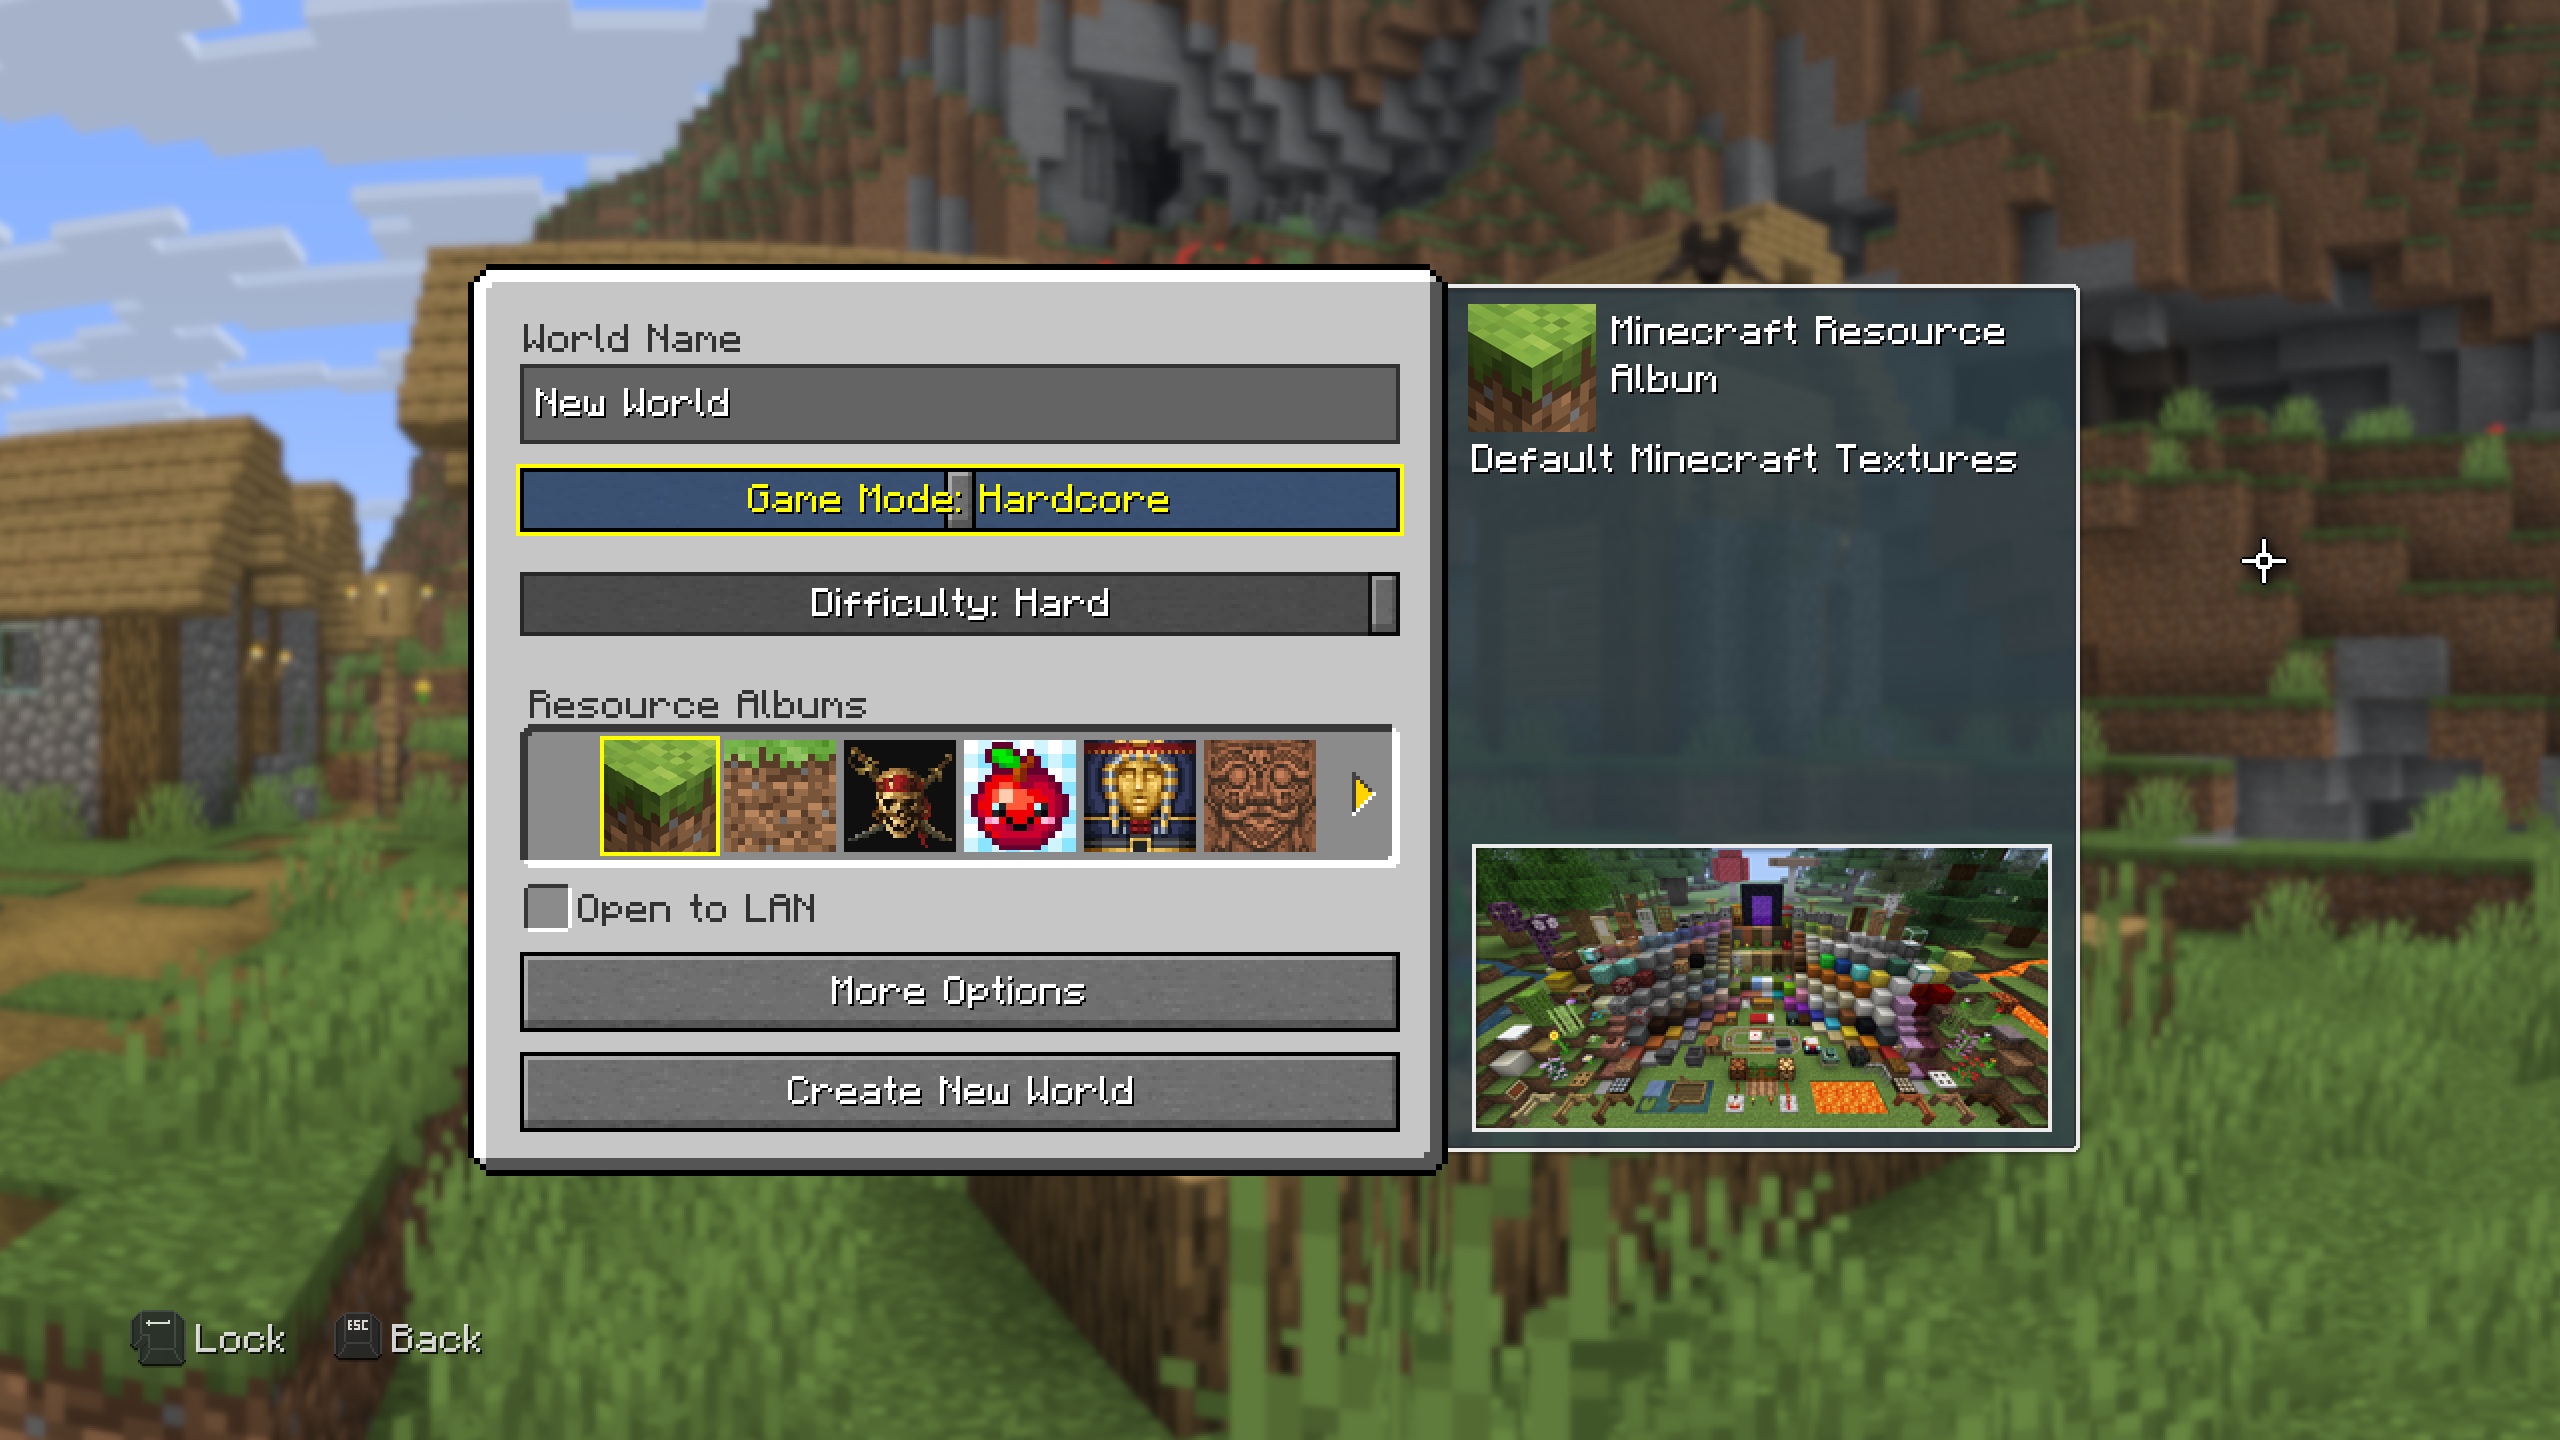 World Name
New World
Game Mode: Hardcore
Difficulty: Hard
Resource Albums
Open to LAN
More Options
Create New World
Minecraft Resource
Album
Default Minecraft Textures
Lock
ESC
Back